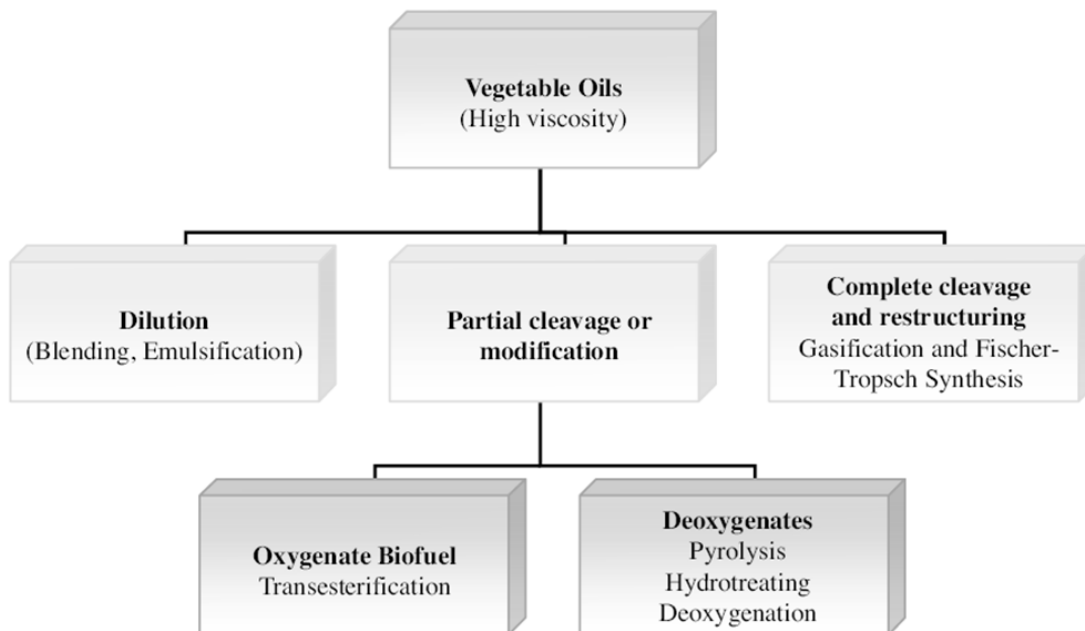 Vegetable Oils
(High viscosity)
Dilution
(Blending, Emulsification)
Partial cleavage or
modification
Complete cleavage
and restructuring
Gasification and Fischer-
Tropsch Synthesis
Oxygenate Biofuel
Transesterification
Deoxygenates
Pyrolysis
Hydrotreating
Deoxygenation